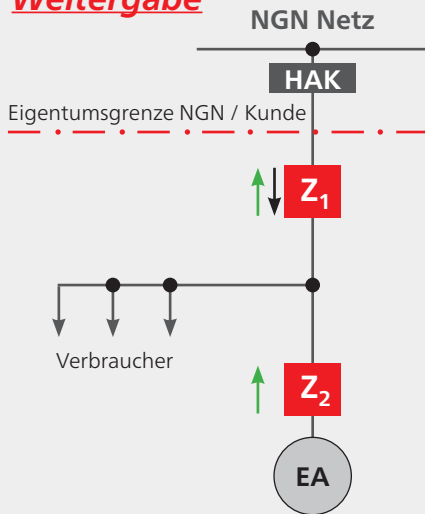 Weitergabe
NGN Netz
HAK
Eigentumsgrenze NGN / Kunde
Z₁
Verbraucher
Z₂
EA